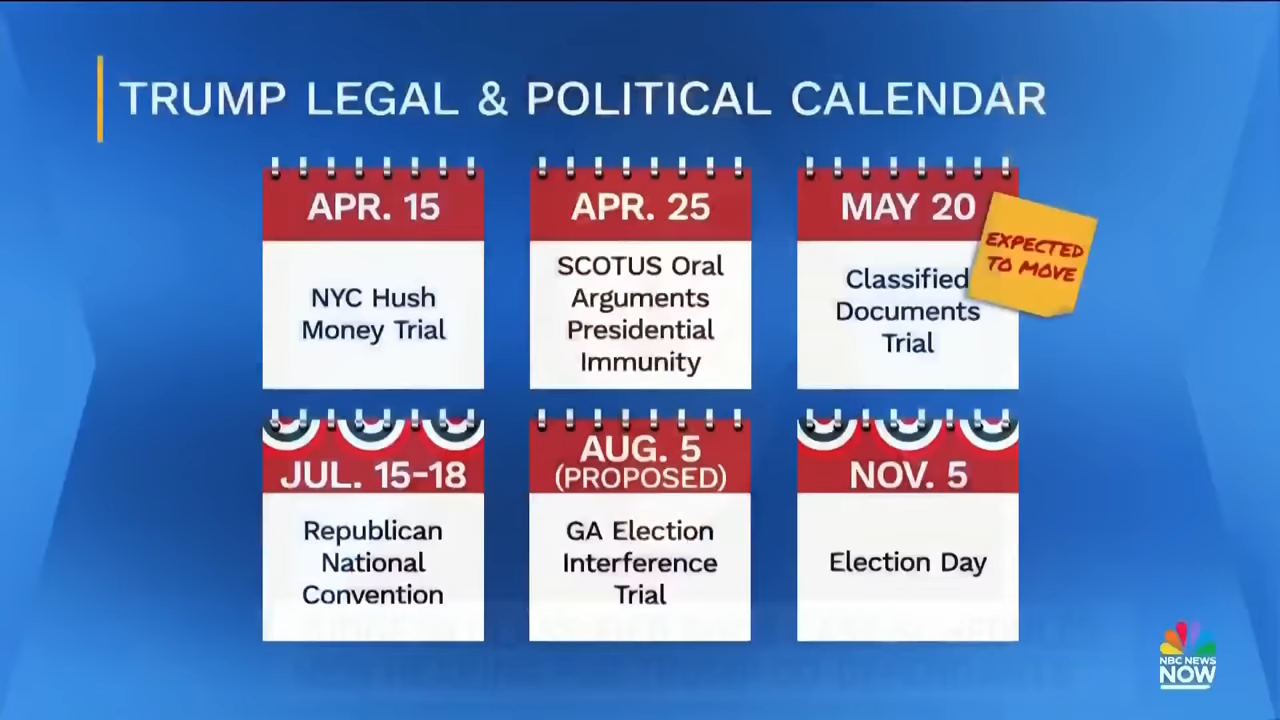 TRUMP LEGAL & POLITICAL CALENDAR
APR. 15
NYC Hush
Money Trial
APR. 25
SCOTUS Oral
Arguments
Presidential
Immunity
MAY 20
EXPECTED
TO MOVE
Classified
Documents
Trial
JUL. 15-18
Republican
National
Convention
AUG. 5
(PROPOSED)
GA Election
Interference
Trial
NOV. 5
Election Day
NBC NEWS
NOW